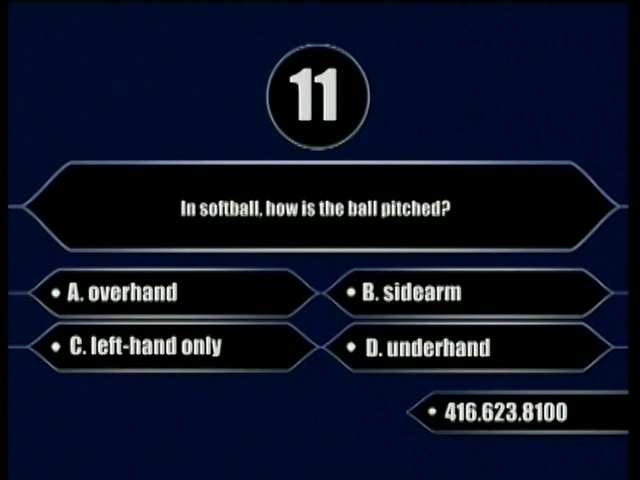 11
In softball, how is the ball pitched?
• A. overhand
• B. sidearm
• C. left-hand only
• D. underhand
• 416.623.8100